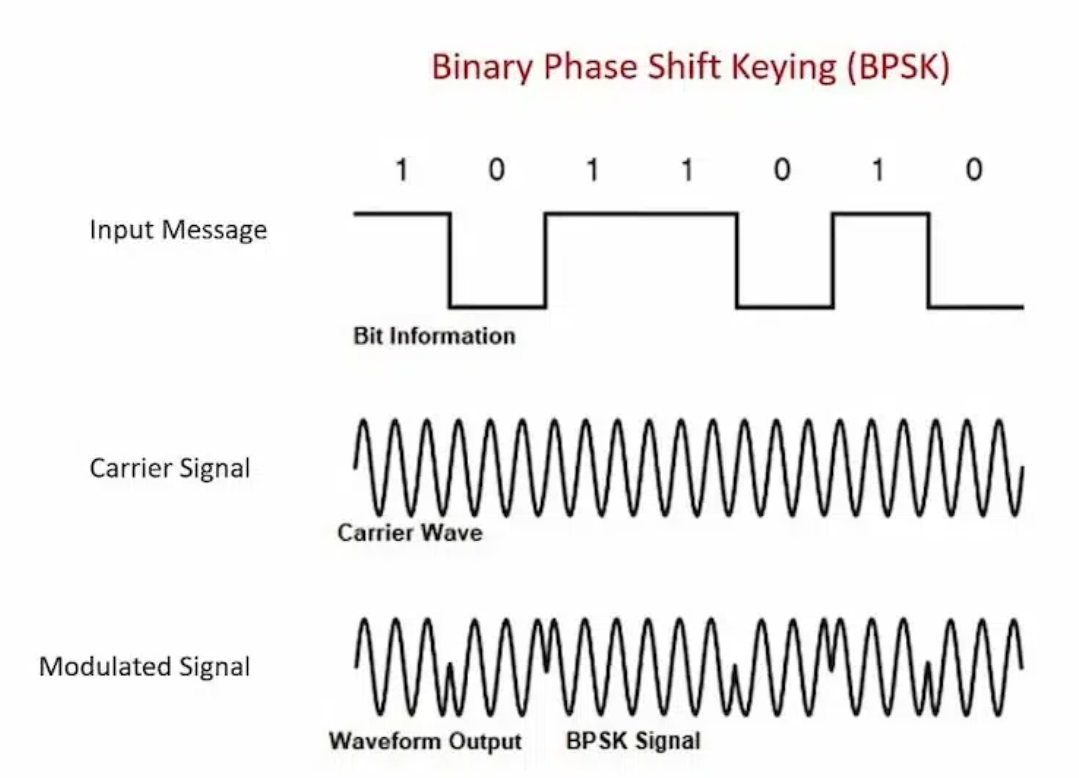 Binary Phase Shift Keying (BPSK)
1 0 1 1 0 1 0
Input Message
Bit Information
Carrier Signal
Carrier Wave
Modulated Signal
Waveform Output BPSK Signal